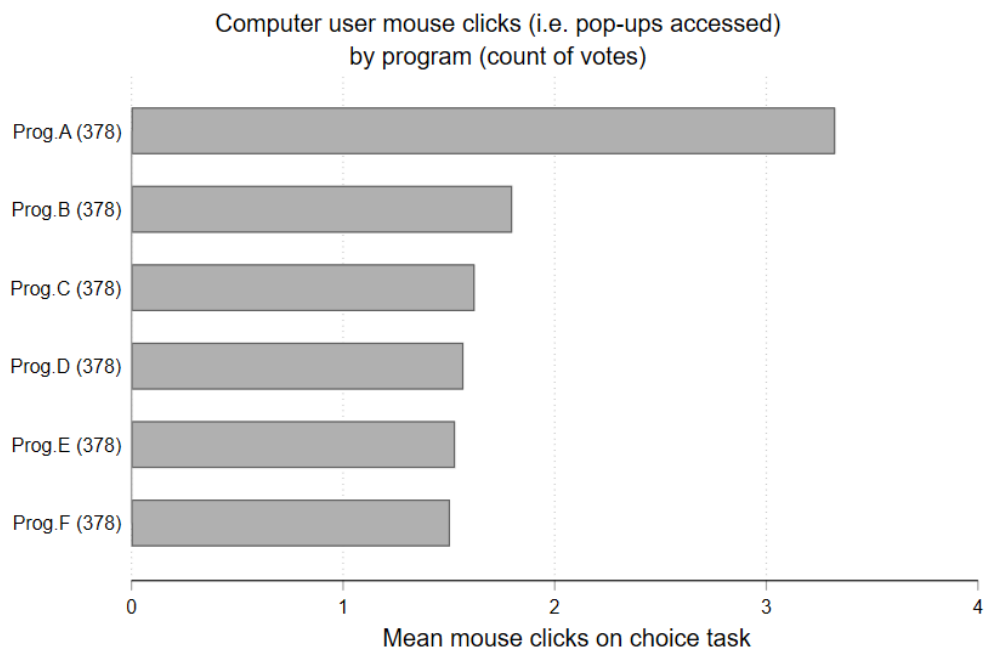 Computer user mouse clicks (i.e. pop-ups accessed)
by program (count of votes)
Prog.A (378)
Prog.B (378)
Prog.C (378)
Prog.D (378)
Prog.E (378)
Prog.F (378)
0 1 2 3 4
Mean mouse clicks on choice task